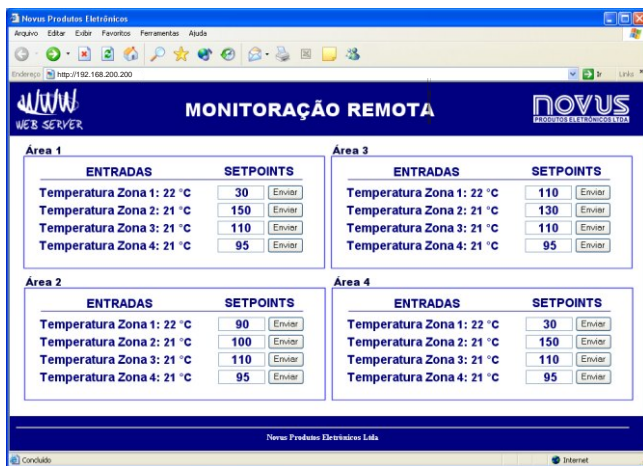 Novus Produtos Eletrônicos
Arquivo Editar Exibir Favoritos Ferramentas Ajuda
Endereço http://192.168.200.200 Ir Links
WWW WEB SERVER
MONITORAÇÃO REMOTA
NOVUS
PRODUTOS ELETRÔNICOS LTDA
Área 1
ENTRADAS SETPOINTS
Temperatura Zona 1: 22 °C 30 Enviar
Temperatura Zona 2: 21 °C 150 Enviar
Temperatura Zona 3: 21 °C 110 Enviar
Temperatura Zona 4: 21 °C 95 Enviar
Área 3
ENTRADAS SETPOINTS
Temperatura Zona 1: 22 °C 110 Enviar
Temperatura Zona 2: 21 °C 130 Enviar
Temperatura Zona 3: 21 °C 110 Enviar
Temperatura Zona 4: 21 °C 95 Enviar
Área 2
ENTRADAS SETPOINTS
Temperatura Zona 1: 22 °C 90 Enviar
Temperatura Zona 2: 21 °C 100 Enviar
Temperatura Zona 3: 21 °C 110 Enviar
Temperatura Zona 4: 21 °C 95 Enviar
Área 4
ENTRADAS SETPOINTS
Temperatura Zona 1: 22 °C 30 Enviar
Temperatura Zona 2: 21 °C 150 Enviar
Temperatura Zona 3: 21 °C 110 Enviar
Temperatura Zona 4: 21 °C 95 Enviar
Novus Produtos Eletrônicos Ltda
Concluído Internet